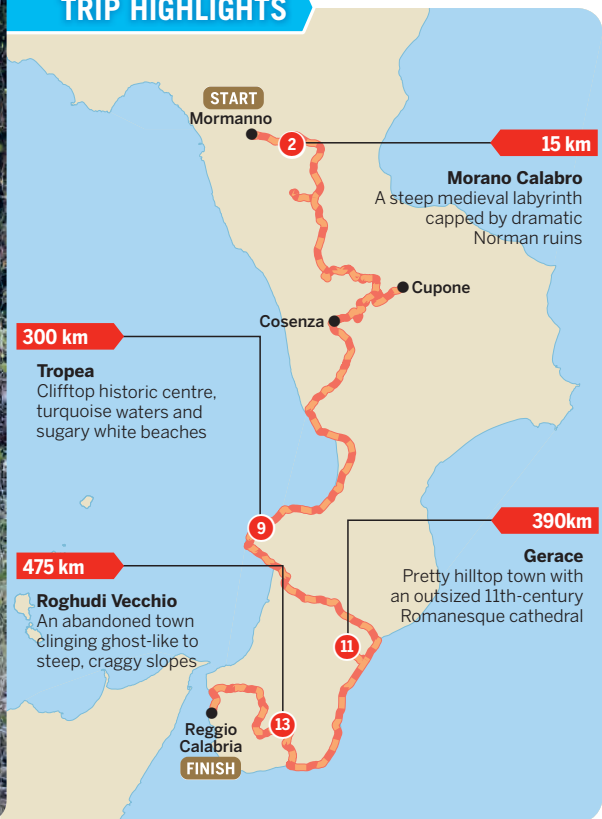 TRIP HIGHLIGHTS
START
Mormanno
2
15 km
Morano Calabro
A steep medieval labyrinth
capped by dramatic
Norman ruins
Cupone
Cosenza
300 km
Tropea
Clifftop historic centre,
turquoise waters and
sugary white beaches
9
390km
Gerace
Pretty hilltop town with
an outsized 11th-century
Romanesque cathedral
11
475 km
Roghudi Vecchio
An abandoned town
clinging ghost-like to
steep, craggy slopes
13
Reggio
Calabria
FINISH